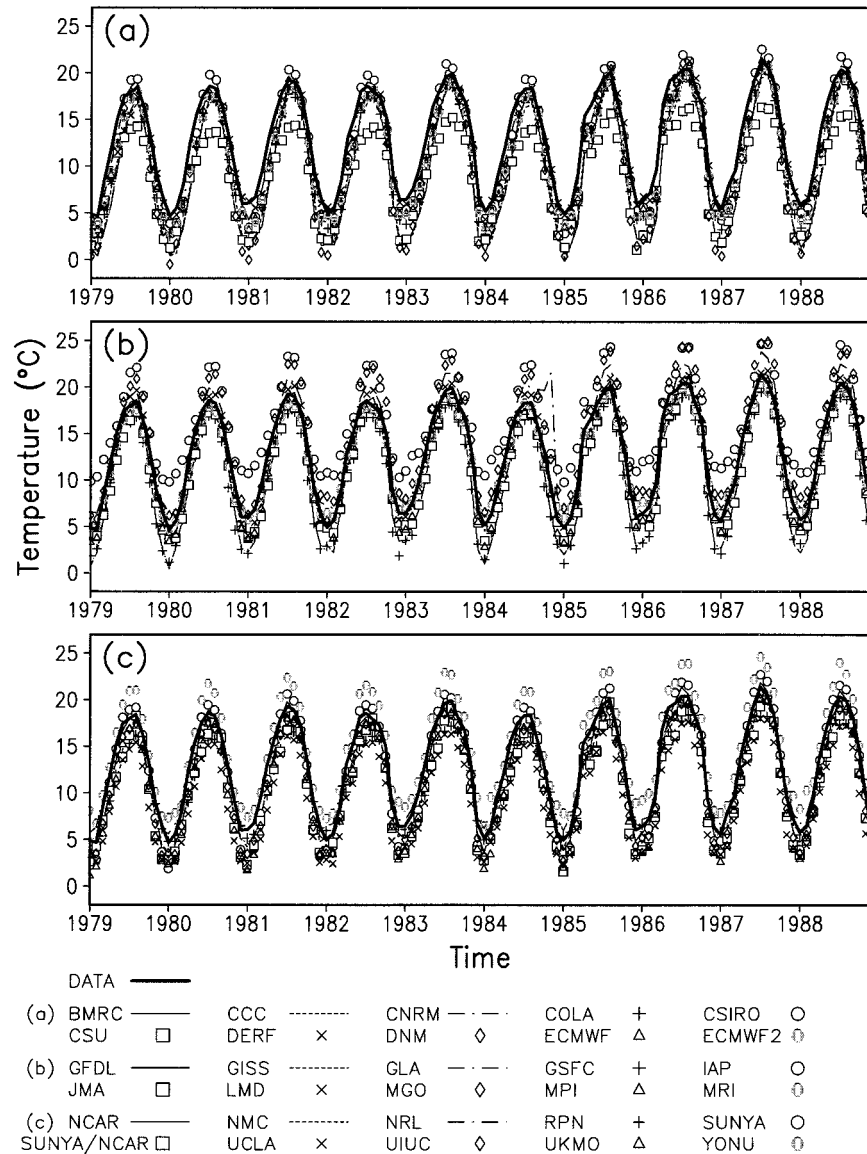 (a)
25
20
15
10
5
0
1979 1980 1981 1982 1983 1984 1985 1986 1987 1988
(b)
25
20
15
10
5
0
1979 1980 1981 1982 1983 1984 1985 1986 1987 1988
Temperature (°C)
(c)
25
20
15
10
5
0
1979 1980 1981 1982 1983 1984 1985 1986 1987 1988
Time
DATA
(a) BMRC CCC CNRM COLA CSIRO
CSU DERF DNM ECMWF ECMWF2
(b) GFDL GISS GLA GSFC IAP
JMA LMD MGO MPI MRI
(c) NCAR NMC NRL RPN SUNYA
SUNYA/NCAR UCLA UIUC UKMO YONU